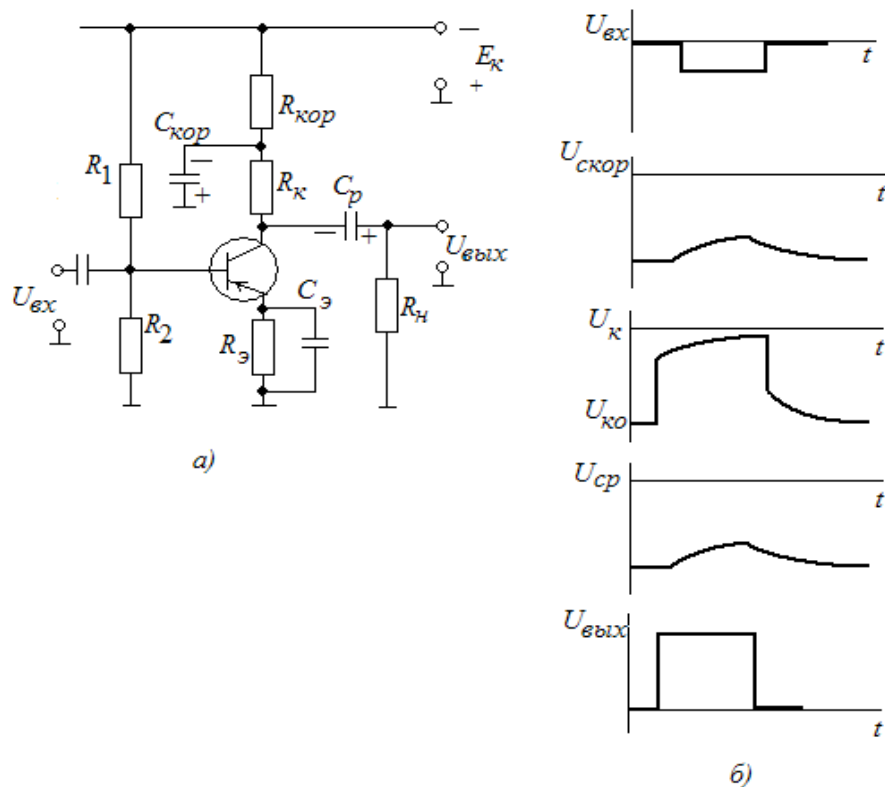 −
Eк
+
Rкор
Cкор
−
+
R1
Rк
Cр
−
+
Uвых
Uвх
Cэ
R2
Rэ
Rн
а)
Uвх
t
Uскор
t
Uк
t
Uко
Uср
t
Uвых
t
б)